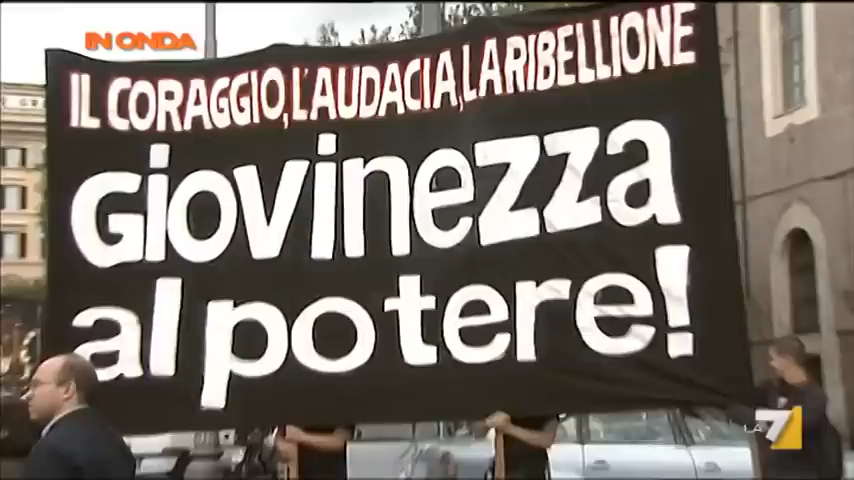 IN ONDA
IL CORAGGIO, L'AUDACIA, LA RIBELLIONE
Giovinezza
al potere!
LA7